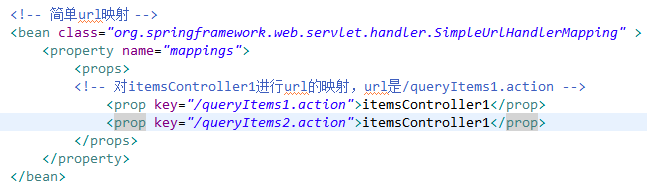 <!-- 简单url映射 -->
<bean class="org.springframework.web.servlet.handler.SimpleUrlHandlerMapping" >
<property name="mappings">
<props>
<!-- 对itemsController1进行url的映射，url是/queryItems1.action -->
<prop key="/queryItems1.action">itemsController1</prop>
<prop key="/queryItems2.action">itemsController1</prop>
</props>
</property>
</bean>